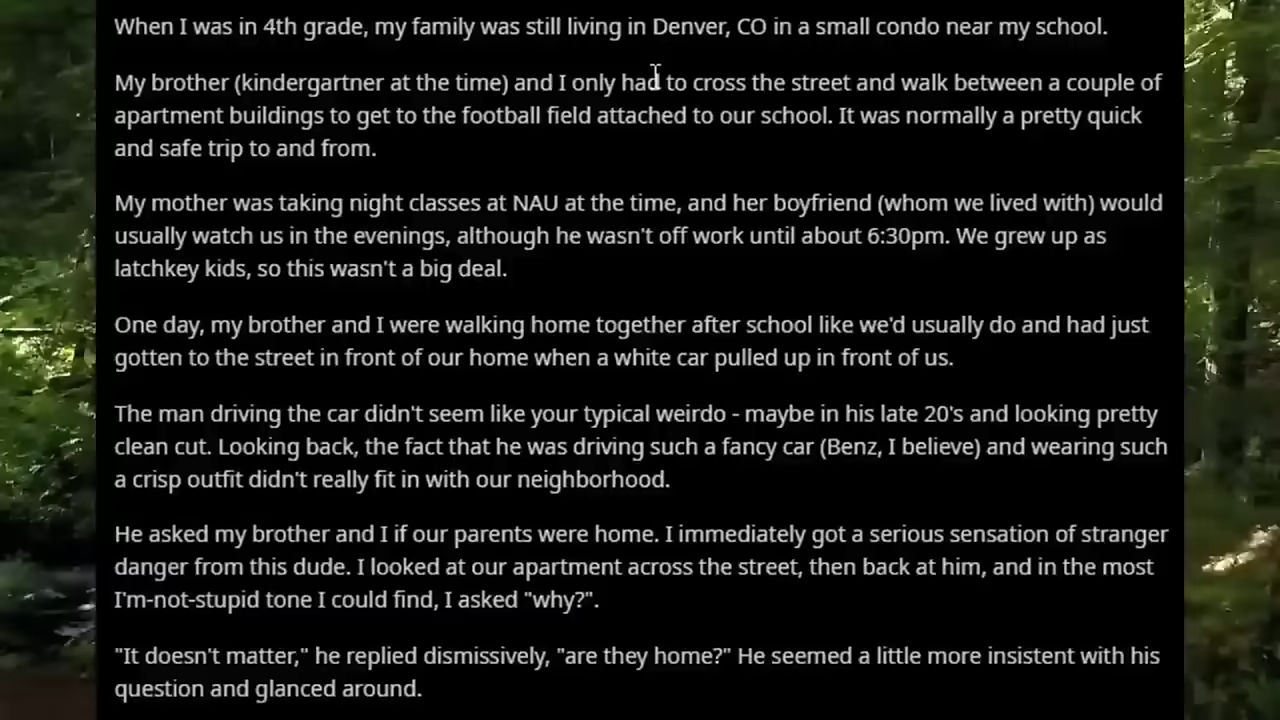 When I was in 4th grade, my family was still living in Denver, CO in a small condo near my school.
My brother (kindergartner at the time) and I only had to cross the street and walk between a couple of
apartment buildings to get to the football field attached to our school. It was normally a pretty quick
and safe trip to and from.
My mother was taking night classes at NAU at the time, and her boyfriend (whom we lived with) would
usually watch us in the evenings, although he wasn't off work until about 6:30pm. We grew up as
latchkey kids, so this wasn't a big deal.
One day, my brother and I were walking home together after school like we'd usually do and had just
gotten to the street in front of our home when a white car pulled up in front of us.
The man driving the car didn't seem like your typical weirdo - maybe in his late 20's and looking pretty
clean cut. Looking back, the fact that he was driving such a fancy car (Benz, I believe) and wearing such
a crisp outfit didn't really fit in with our neighborhood.
He asked my brother and I if our parents were home. I immediately got a serious sensation of stranger
danger from this dude. I looked at our apartment across the street, then back at him, and in the most
I'm-not-stupid tone I could find, I asked "why?".
"It doesn't matter," he replied dismissively, "are they home?" He seemed a little more insistent with his
question and glanced around.